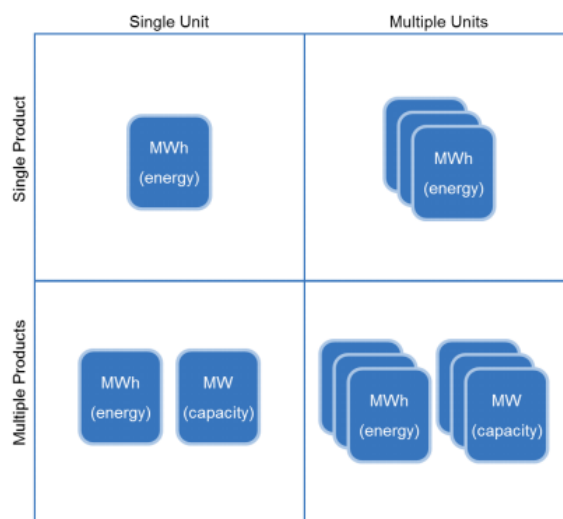 Single Unit
Multiple Units
Single Product
MWh
(energy)
MWh
(energy)
Multiple Products
MWh
(energy)
MW
(capacity)
MWh
(energy)
MW
(capacity)